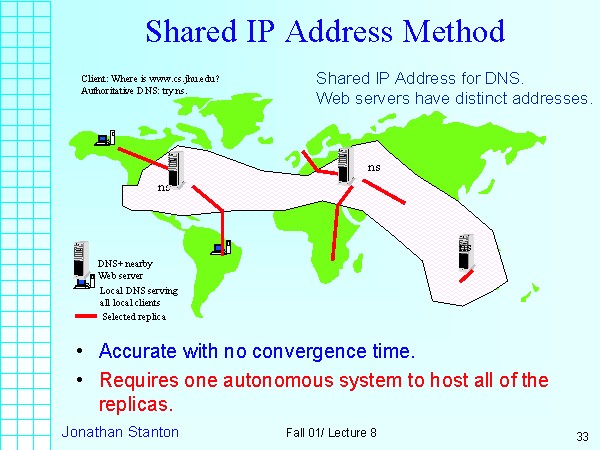 Shared IP Address Method
Client: Where is www.cs.jhu.edu?
Authoritative DNS: try ns.
Shared IP Address for DNS.
Web servers have distinct addresses.
ns
ns
ns
DNS+ nearby
Web server
Local DNS serving
all local clients
Selected replica
• Accurate with no convergence time.
• Requires one autonomous system to host all of the
replicas.
Jonathan Stanton
Fall 01/ Lecture 8
33